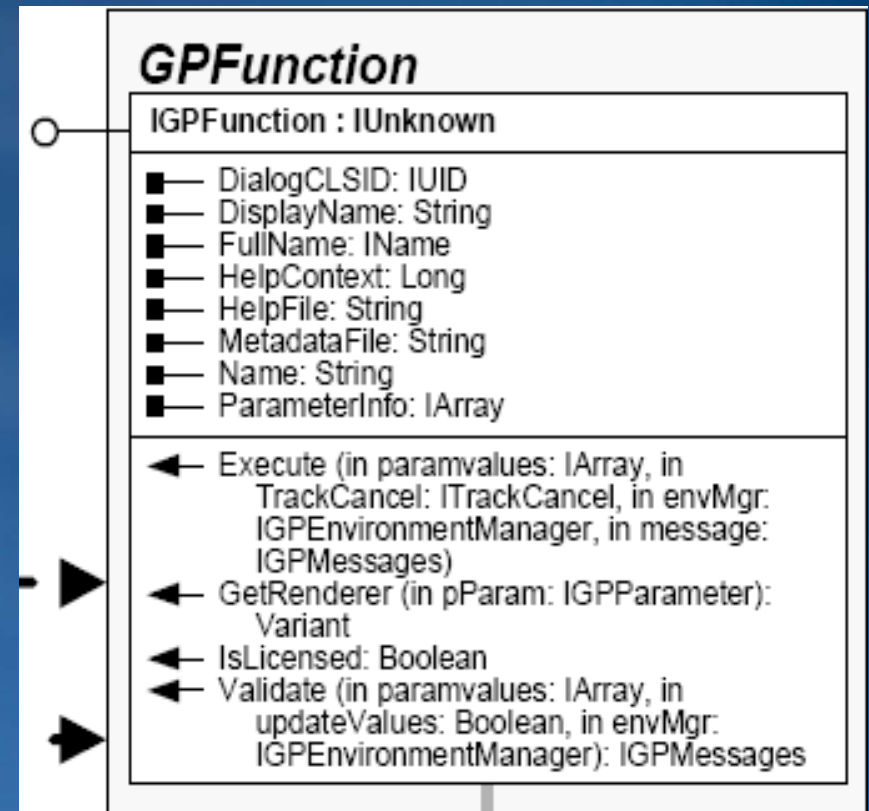 GPFunction
IGPFunction : IUnknown
DialogCLSID: IUID
DisplayName: String
FullName: IName
HelpContext: Long
HelpFile: String
MetadataFile: String
Name: String
ParameterInfo: IArray
Execute (in paramvalues: IArray, in
TrackCancel: ITrackCancel, in envMgr:
IGPEnvironmentManager, in message:
IGPMessages)
GetRenderer (in pParam: IGPParameter):
Variant
IsLicensed: Boolean
Validate (in paramvalues: IArray, in
updateValues: Boolean, in envMgr:
IGPEnvironmentManager): IGPMessages